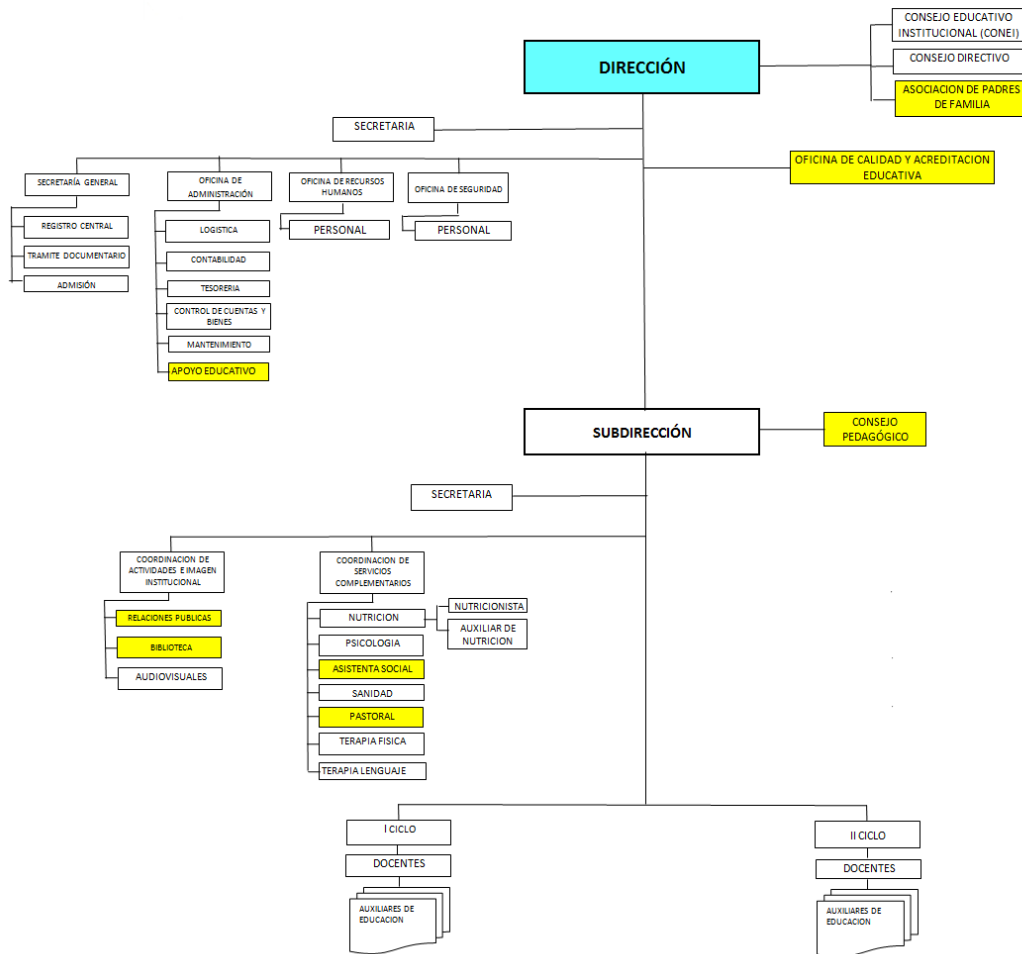 CONSEJO EDUCATIVO
INSTITUCIONAL (CONEI)
DIRECCIÓN
CONSEJO DIRECTIVO
ASOCIACION DE PADRES
DE FAMILIA
SECRETARIA
OFICINA DE CALIDAD Y ACREDITACION
EDUCATIVA
SECRETARÍA GENERAL
OFICINA DE
ADMINISTRACIÓN
OFICINA DE RECURSOS
HUMANOS
OFICINA DE SEGURIDAD
REGISTRO CENTRAL
TRAMITE DOCUMENTARIO
ADMISIÓN
LOGISTICA
CONTABILIDAD
TESORERIA
CONTROL DE CUENTAS Y
BIENES
MANTENIMIENTO
APOYO EDUCATIVO
PERSONAL
PERSONAL
SUBDIRECCIÓN
CONSEJO
PEDAGÓGICO
SECRETARIA
COORDINACION DE
ACTIVIDADES E IMAGEN
INSTITUCIONAL
COORDINACION DE
SERVICIOS
COMPLEMENTARIOS
RELACIONES PUBLICAS
BIBLIOTECA
AUDIOVISUALES
NUTRICION
NUTRICIONISTA
AUXILIAR DE
NUTRICION
PSICOLOGIA
ASISTENTA SOCIAL
SANIDAD
PASTORAL
TERAPIA FISICA
TERAPIA LENGUAJE
I CICLO
DOCENTES
AUXILIARES DE
EDUCACION
II CICLO
DOCENTES
AUXILIARES DE
EDUCACION